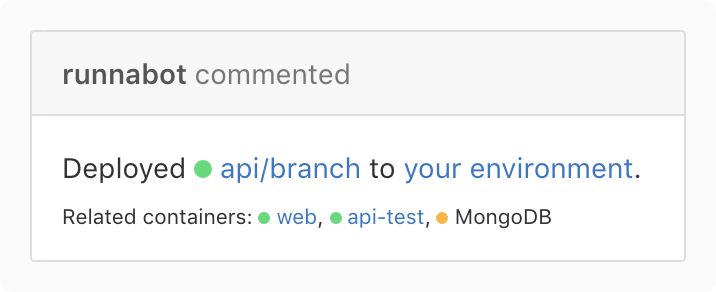 runnabot commented
Deployed api/branch to your environment.
Related containers: web, api-test, MongoDB